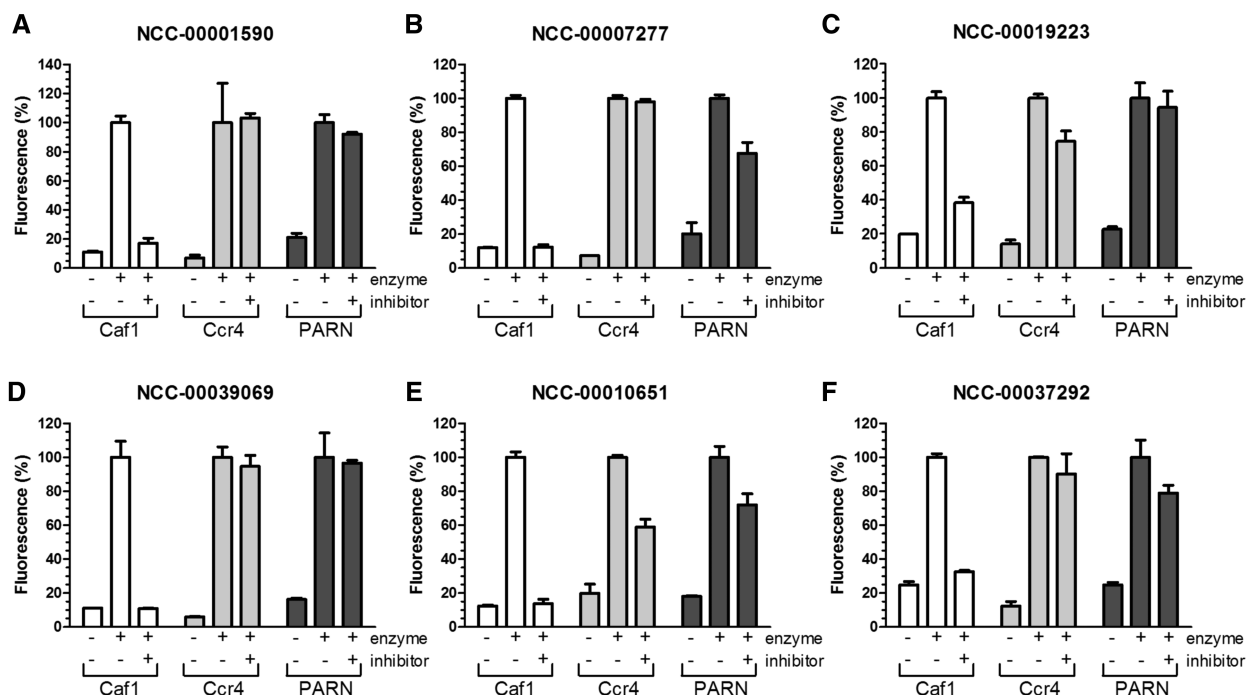 A
NCC-00001590
Fluorescence (%)
140
120
100
80
60
40
20
0
- + + - + + - + + enzyme
- - + - - + - - + inhibitor
Caf1 Ccr4 PARN
B
NCC-00007277
Fluorescence (%)
120
100
80
60
40
20
0
- + + - + + - + + enzyme
- - + - - + - - + inhibitor
Caf1 Ccr4 PARN
C
NCC-00019223
Fluorescence (%)
120
100
80
60
40
20
0
- + + - + + - + + enzyme
- - + - - + - - + inhibitor
Caf1 Ccr4 PARN
D
NCC-00039069
Fluorescence (%)
120
100
80
60
40
20
0
- + + - + + - + + enzyme
- - + - - + - - + inhibitor
Caf1 Ccr4 PARN
E
NCC-00010651
Fluorescence (%)
120
100
80
60
40
20
0
- + + - + + - + + enzyme
- - + - - + - - + inhibitor
Caf1 Ccr4 PARN
F
NCC-00037292
Fluorescence (%)
120
100
80
60
40
20
0
- + + - + + - + + enzyme
- - + - - + - - + inhibitor
Caf1 Ccr4 PARN